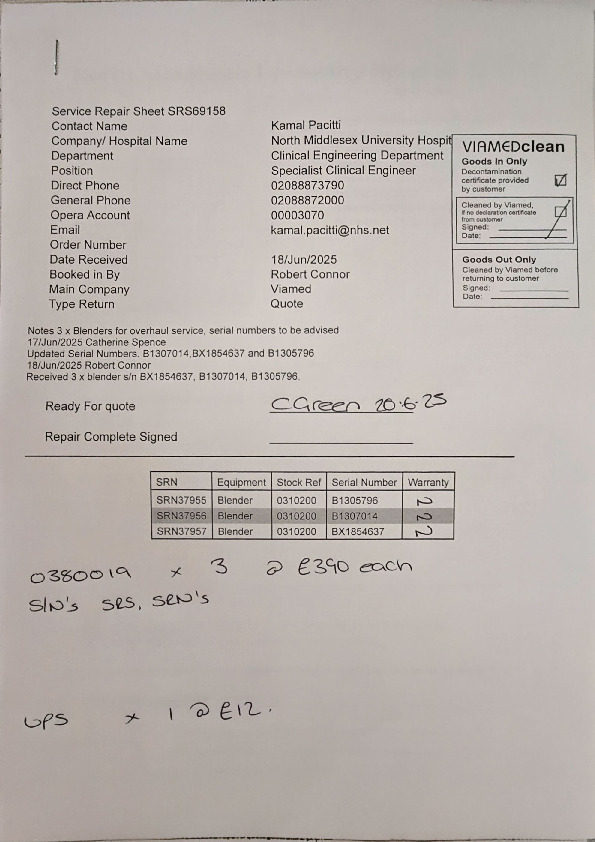 Service Repair Sheet SRS69158
Contact Name Kamal Pacitti
Company/ Hospital Name North Middlesex University Hospit
Department Clinical Engineering Department
Position Specialist Clinical Engineer
Direct Phone 02088873790
General Phone 02088872000
Opera Account 00003070
Email kamal.pacitti@nhs.net
Order Number
Date Received 18/Jun/2025
Booked in By Robert Connor
Main Company Viamed
Type Return Quote
VIAMEDclean
Goods In Only
Decontamination
certificate provided
by customer
Cleaned by Viamed,
if no declaration certificate
from customer
Signed:
Date:
Goods Out Only
Cleaned by Viamed before
returning to customer
Signed:
Date:
Notes 3 x Blenders for overhaul service, serial numbers to be advised
17/Jun/2025 Catherine Spence
Updated Serial Numbers. B1307014,BX1854637 and B1305796
18/Jun/2025 Robert Connor
Received 3 x blender s/n BX1854637, B1307014, B1305796.
Ready For quote CGreen 20.6.25
Repair Complete Signed
SRN Equipment Stock Ref Serial Number Warranty
SRN37955 Blender 0310200 B1305796 N
SRN37956 Blender 0310200 B1307014 N
SRN37957 Blender 0310200 BX1854637 N
0380019 x 3 @ £390 each
S/N's SRS, SRN's
UPS x 1 @ £12.